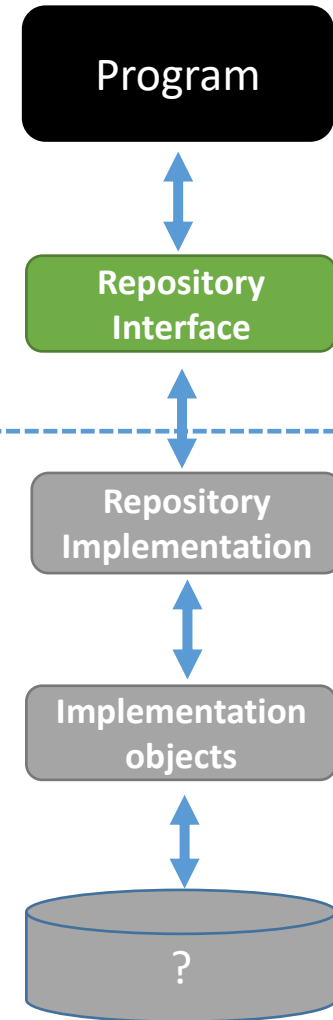 Program
Repository
Interface
Repository
Implementation
Implementation
objects
?